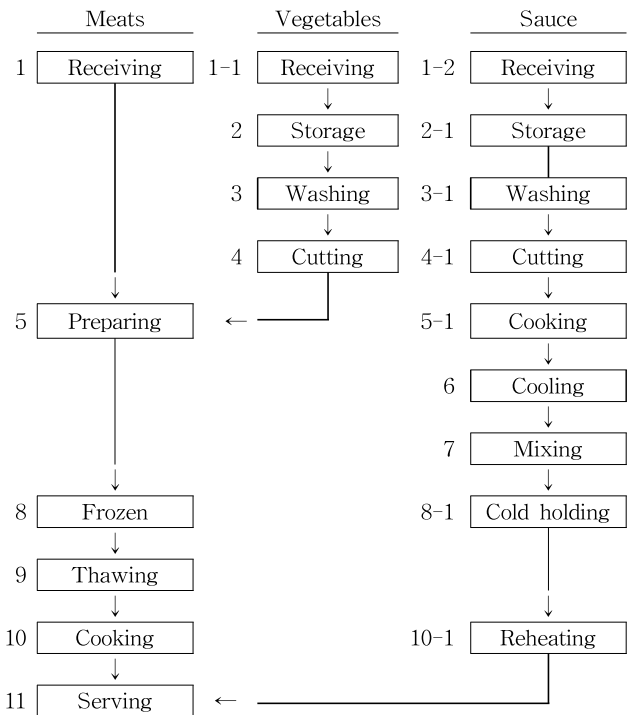 Meats Vegetables Sauce
1 Receiving 1-1 Receiving 1-2 Receiving
2 Storage 2-1 Storage
3 Washing 3-1 Washing
4 Cutting 4-1 Cutting
5 Preparing 5-1 Cooking
6 Cooling
7 Mixing
8 Frozen 8-1 Cold holding
9 Thawing
10 Cooking 10-1 Reheating
11 Serving